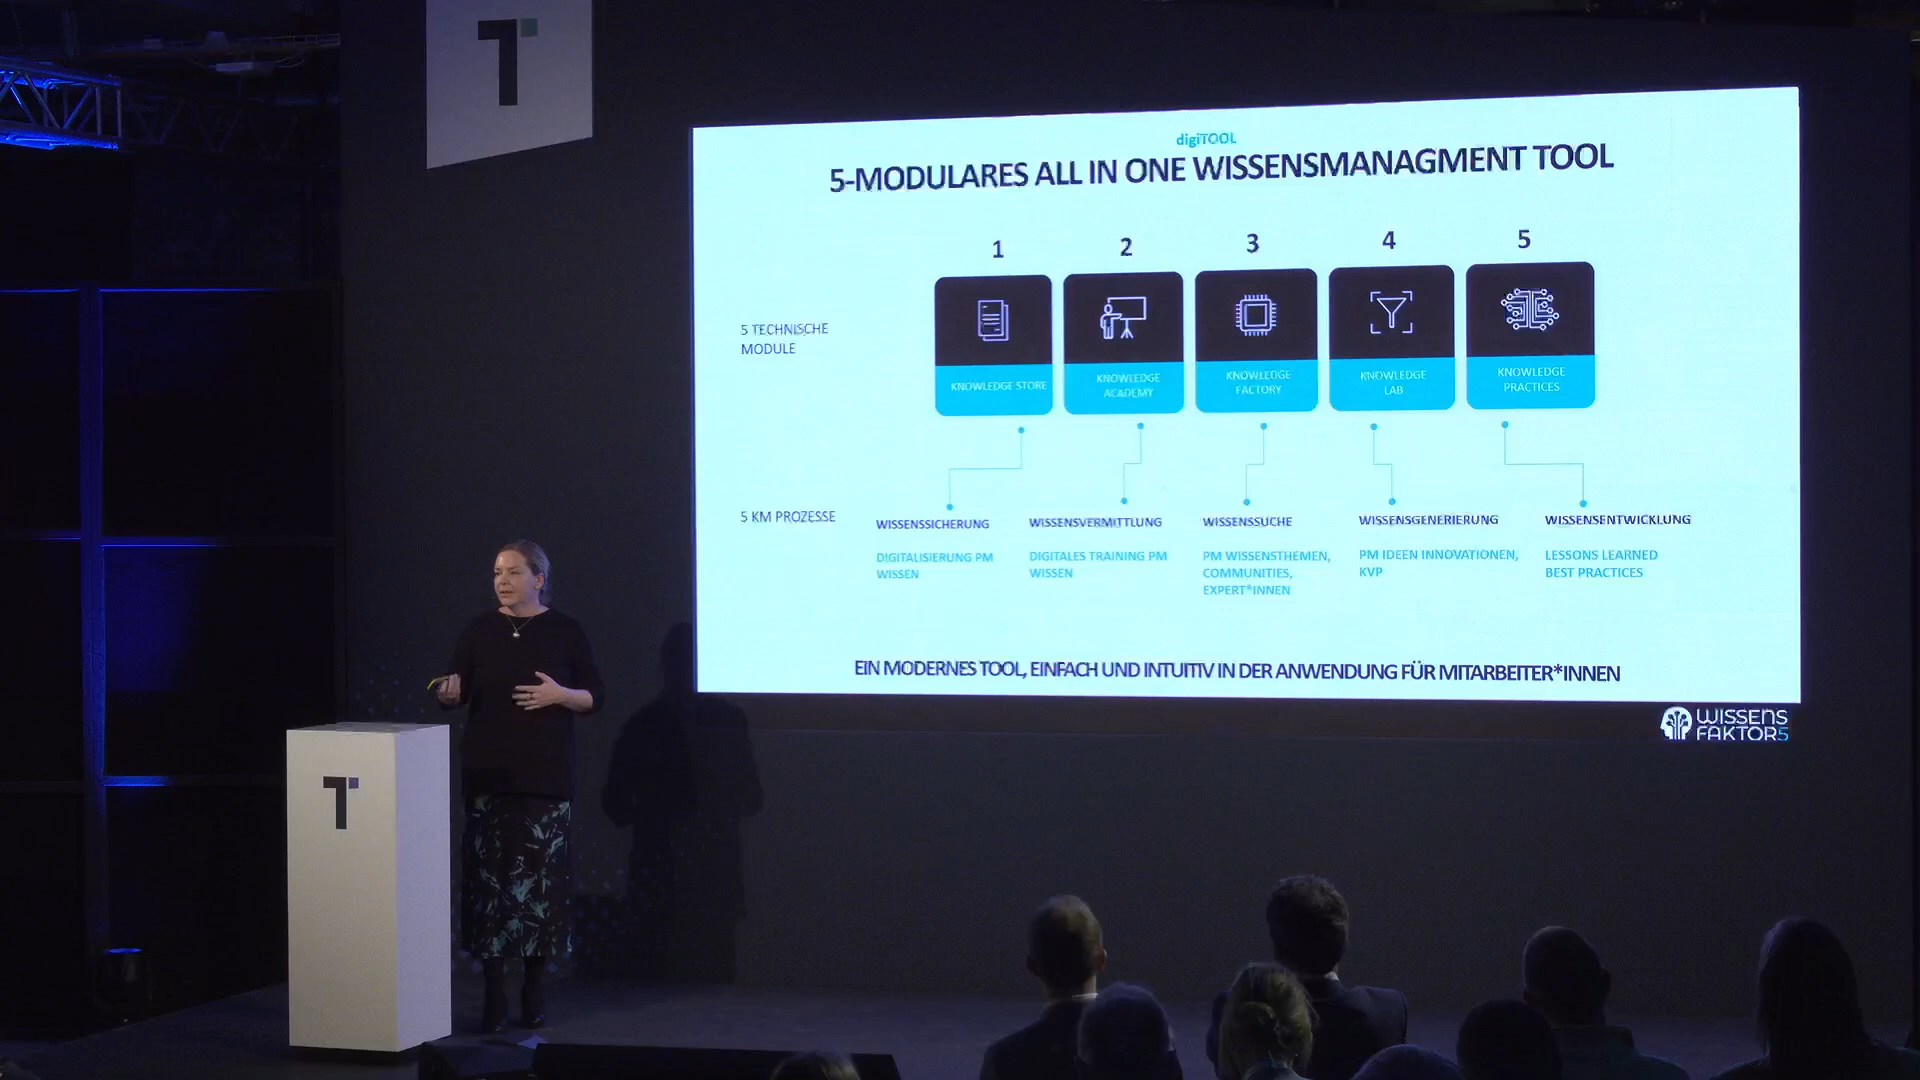 T
digiTOOL
5-MODULARES ALL IN ONE WISSENSMANAGMENT TOOL
1 2 3 4 5
5 TECHNISCHE
MODULE
KNOWLEDGE STORE
KNOWLEDGE
ACADEMY
KNOWLEDGE
FACTORY
KNOWLEDGE
LAB
KNOWLEDGE
PRACTICES
5 KM PROZESSE
WISSENSSICHERUNG
DIGITALISIERUNG PM
WISSEN
WISSENSVERMITTLUNG
DIGITALES TRAINING PM
WISSEN
WISSENSSUCHE
PM WISSENSTHEMEN,
COMMUNITIES,
EXPERT*INNEN
WISSENSGENERIERUNG
PM IDEEN INNOVATIONEN,
KVP
WISSENSENTWICKLUNG
LESSONS LEARNED
BEST PRACTICES
EIN MODERNES TOOL, EINFACH UND INTUITIV IN DER ANWENDUNG FÜR MITARBEITER*INNEN
WISSENS
FAKTOR5
T